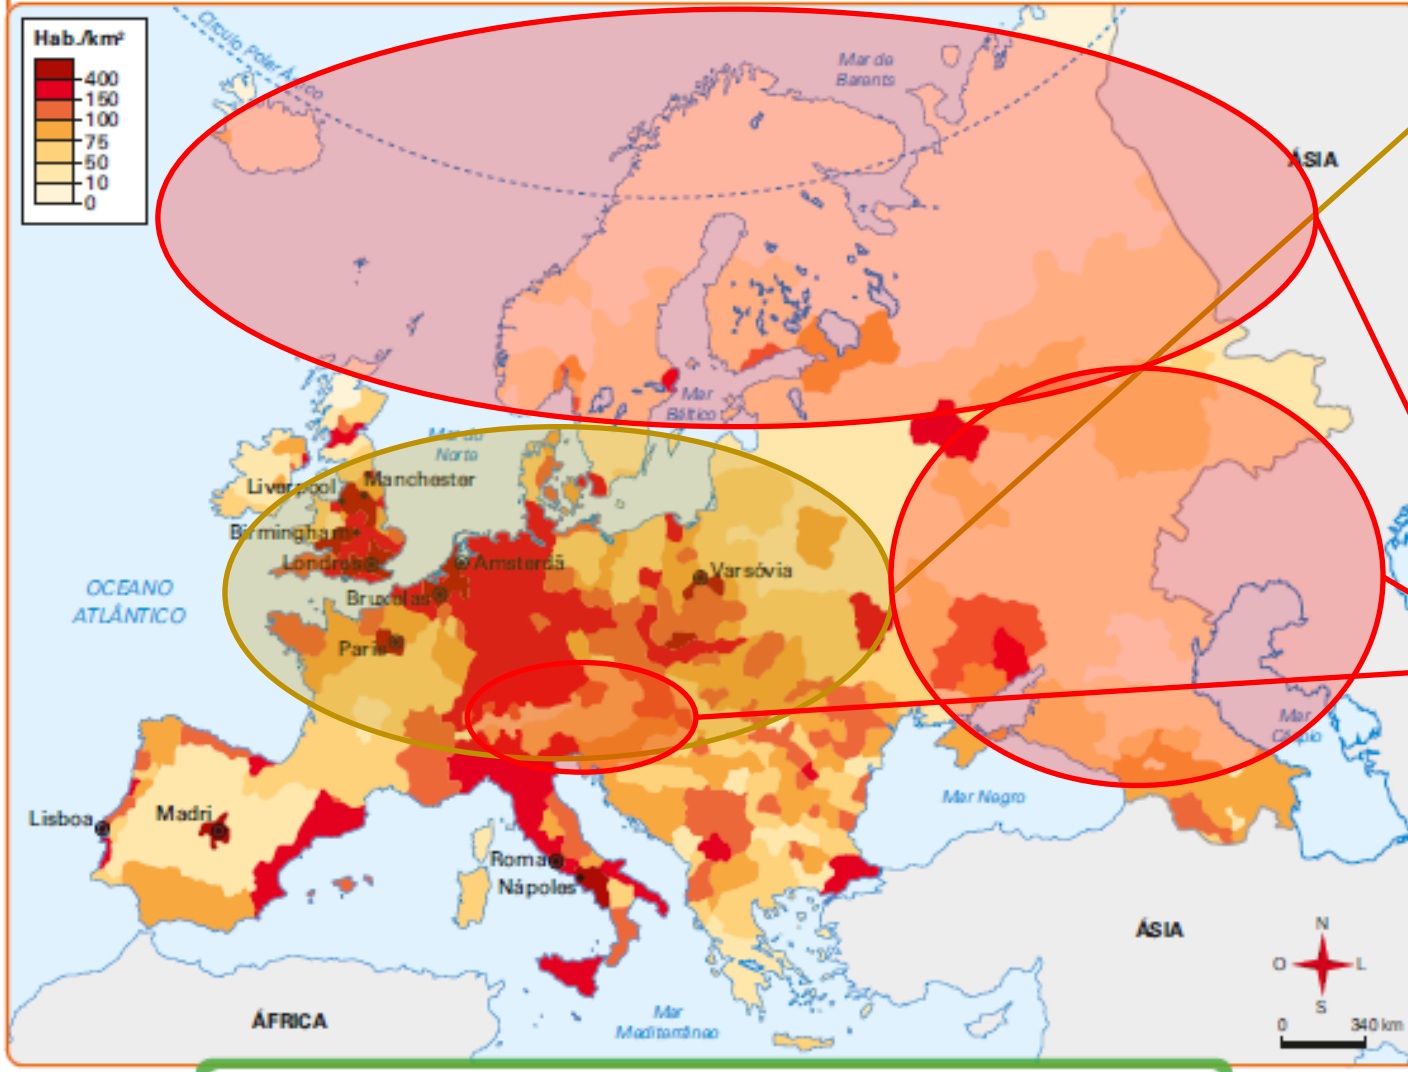 Hab./km²
400
150
100
75
50
10
0
Círculo Polar Ártico
Mar de
Barents
ÁSIA
Mar
Báltico
Mar do
Norte
Manchester
Liverpool
Birmingham
Londres
Amsterdã
Varsóvia
Bruxelas
Paris
OCEANO
ATLÂNTICO
Mar
Cáspio
Mar Negro
Lisboa
Madri
Roma
Nápoles
ÁSIA
N
O
L
S
0
340 km
Mar
Mediterrâneo
ÁFRICA